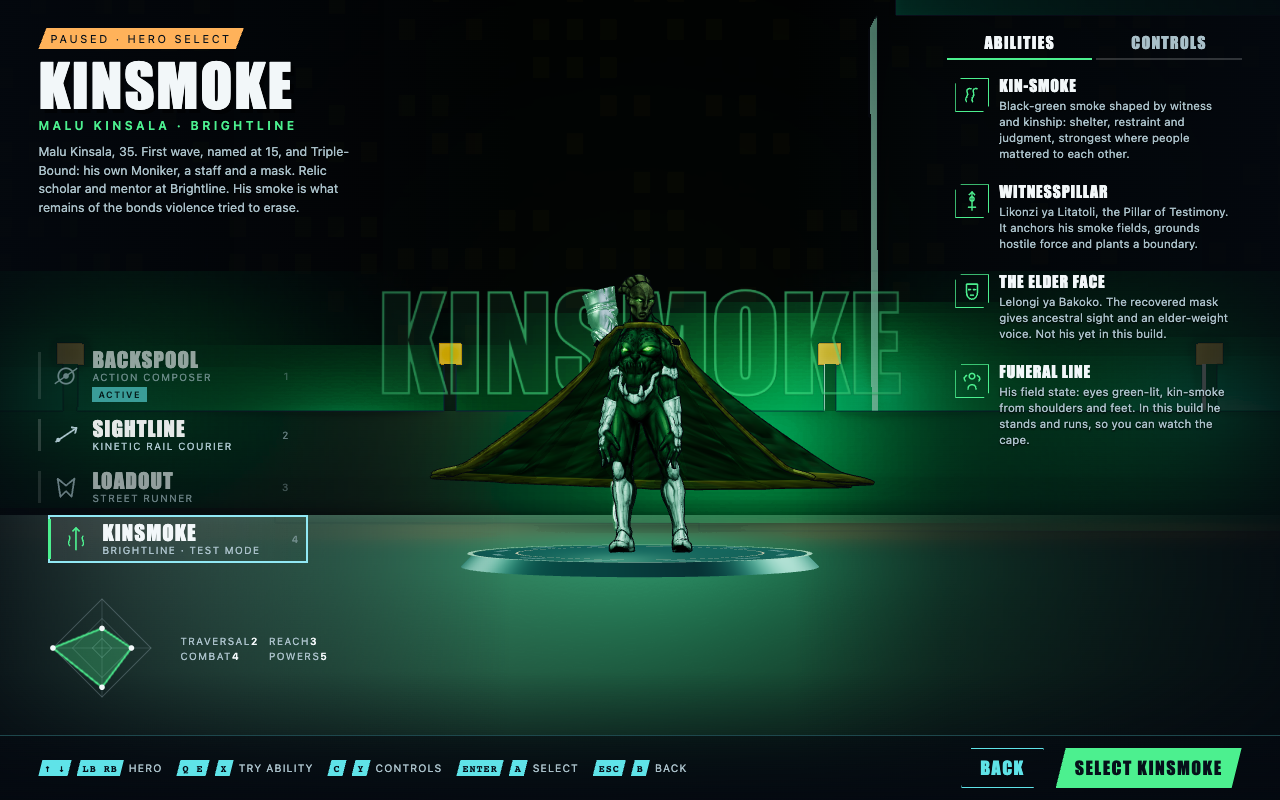 PAUSED · HERO SELECT
KINSMOKE
MALU KINSALA · BRIGHTLINE
Malu Kinsala, 35. First wave, named at 15, and Triple-
Bound: his own Moniker, a staff and a mask. Relic
scholar and mentor at Brightline. His smoke is what
remains of the bonds violence tried to erase.
KINSMOKE
BACKSPOOL
ACTION COMPOSER
1
ACTIVE
SIGHTLINE
KINETIC RAIL COURIER
2
LOADOUT
STREET RUNNER
3
KINSMOKE
BRIGHTLINE · TEST MODE
4
TRAVERSAL2 REACH3
COMBAT4 POWERS5
ABILITIES CONTROLS
KIN-SMOKE
Black-green smoke shaped by witness
and kinship: shelter, restraint and
judgment, strongest where people
mattered to each other.
WITNESSPILLAR
Likonzi ya Litatoli, the Pillar of Testimony.
It anchors his smoke fields, grounds
hostile force and plants a boundary.
THE ELDER FACE
Lelongi ya Bakoko. The recovered mask
gives ancestral sight and an elder-weight
voice. Not his yet in this build.
FUNERAL LINE
His field state: eyes green-lit, kin-smoke
from shoulders and feet. In this build he
stands and runs, so you can watch the
cape.
↑ ↓ LB RB HERO Q E X TRY ABILITY C Y CONTROLS ENTER A SELECT ESC B BACK
BACK SELECT KINSMOKE